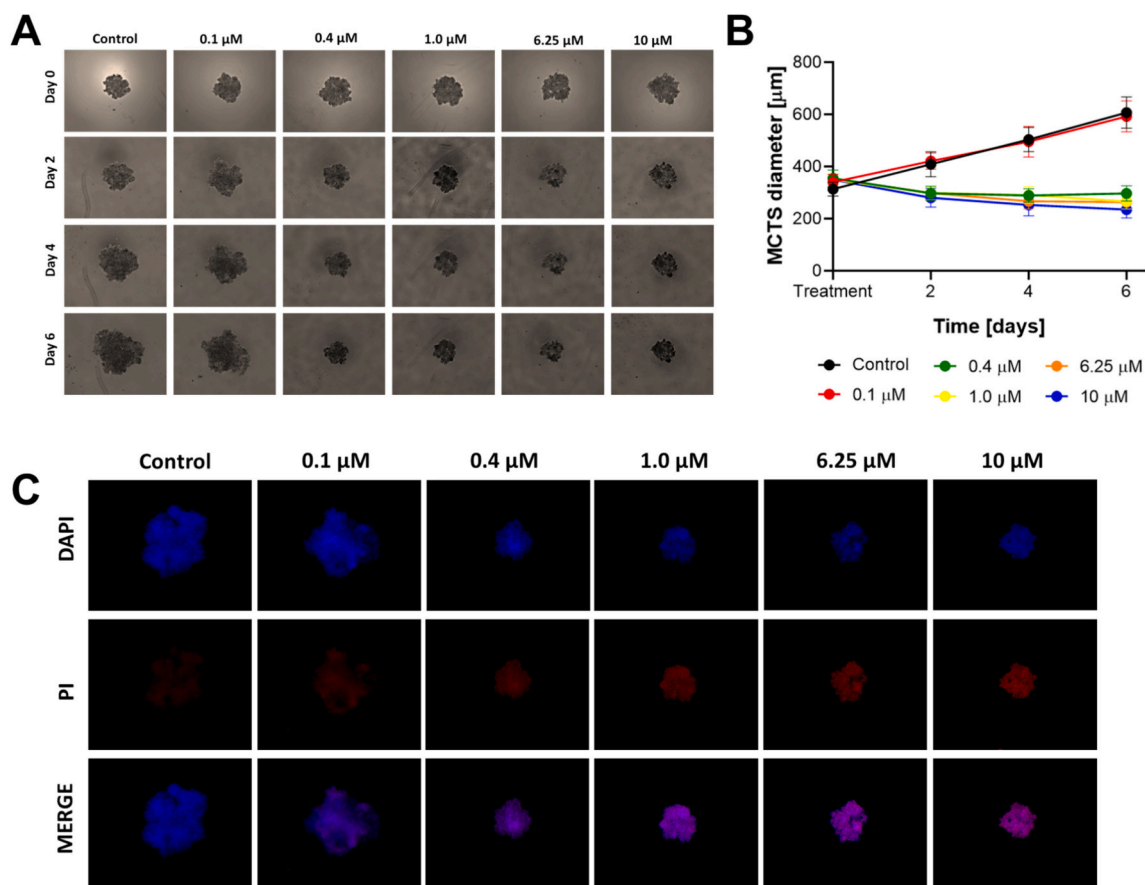 A
Control 0.1 µM 0.4 µM 1.0 µM 6.25 µM 10 µM
Day 0
Day 2
Day 4
Day 6
B
MCTS diameter [µm]
800
600
400
200
0
Treatment 2 4 6
Time [days]
Control 0.4 µM 6.25 µM
0.1 µM 1.0 µM 10 µM
C
Control 0.1 µM 0.4 µM 1.0 µM 6.25 µM 10 µM
DAPI
PI
MERGE